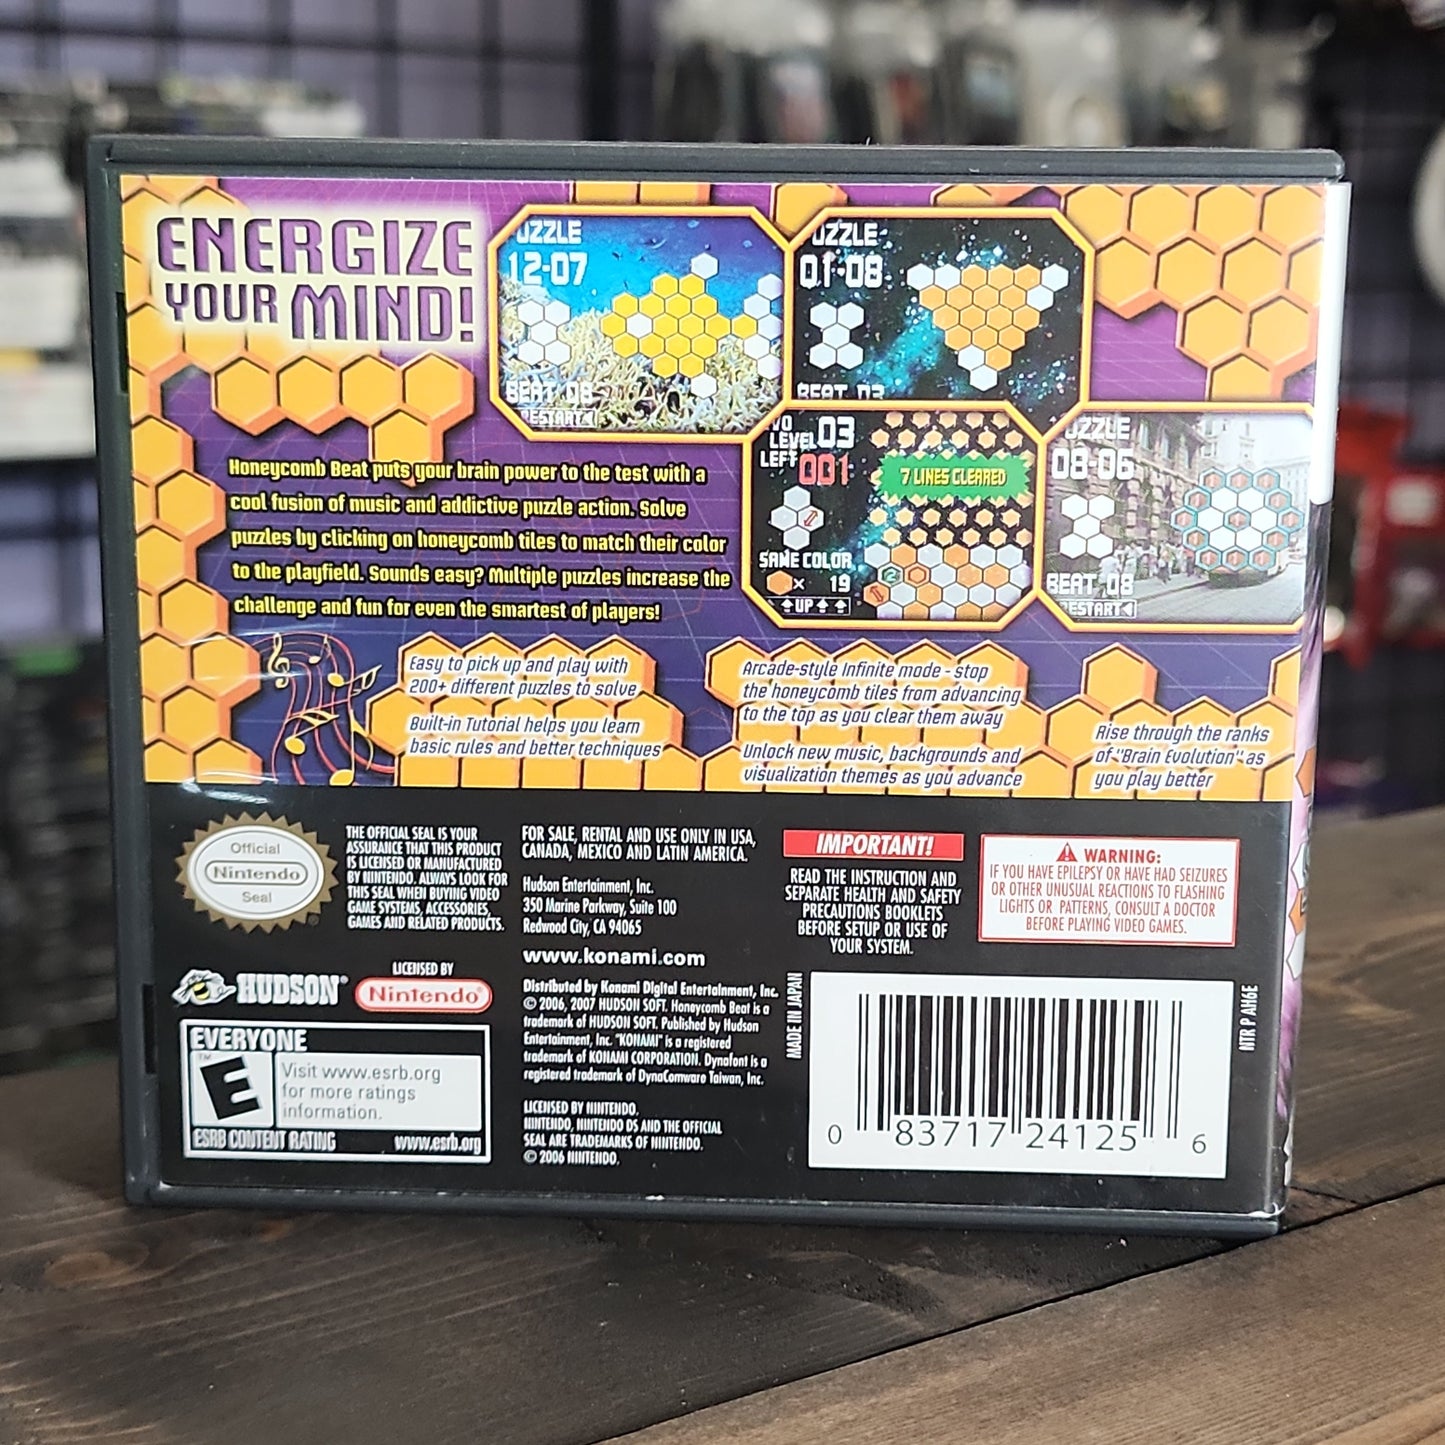 ENERGIZE
YOUR MIND!
UZZLE
12-07
BEAT 08
RESTART
UZZLE
01-08
BEAT 03
LEVEL 03
LEFT 001
7 LINES CLEARED
SAME COLOR
× 19
UP
UZZLE
08-06
BEAT 08
RESTART
Honeycomb Beat puts your brain power to the test with a
cool fusion of music and addictive puzzle action. Solve
puzzles by clicking on honeycomb tiles to match their color
to the playfield. Sounds easy? Multiple puzzles increase the
challenge and fun for even the smartest of players!
Easy to pick up and play with
200+ different puzzles to solve
Built-in Tutorial helps you learn
basic rules and better techniques
Arcade-style Infinite mode - stop
the honeycomb tiles from advancing
to the top as you clear them away
Unlock new music, backgrounds and
visualization themes as you advance
Rise through the ranks
of "Brain Evolution" as
you play better
Official
Nintendo
Seal
THE OFFICIAL SEAL IS YOUR
ASSURANCE THAT THIS PRODUCT
IS LICENSED OR MANUFACTURED
BY NINTENDO. ALWAYS LOOK FOR
THIS SEAL WHEN BUYING VIDEO
GAME SYSTEMS, ACCESSORIES,
GAMES AND RELATED PRODUCTS.
HUDSON®
LICENSED BY
Nintendo®
EVERYONE
E
Visit www.esrb.org
for more ratings
information.
ESRB CONTENT RATING www.esrb.org
FOR SALE, RENTAL AND USE ONLY IN USA,
CANADA, MEXICO AND LATIN AMERICA.
Hudson Entertainment, Inc.
350 Marine Parkway, Suite 100
Redwood City, CA 94065
www.konami.com
Distributed by Konami Digital Entertainment, Inc.
© 2006, 2007 HUDSON SOFT. Honeycomb Beat is a
trademark of HUDSON SOFT. Published by Hudson
Entertainment, Inc. "KONAMI" is a registered
trademark of KONAMI CORPORATION. Dynafont is a
registered trademark of DynaComware Taiwan, Inc.
LICENSED BY NINTENDO.
NINTENDO, NINTENDO DS AND THE OFFICIAL
SEAL ARE TRADEMARKS OF NINTENDO.
© 2006 NINTENDO.
IMPORTANT!
READ THE INSTRUCTION AND
SEPARATE HEALTH AND SAFETY
PRECAUTIONS BOOKLETS
BEFORE SETUP OR USE OF
YOUR SYSTEM.
WARNING:
IF YOU HAVE EPILEPSY OR HAVE HAD SEIZURES
OR OTHER UNUSUAL REACTIONS TO FLASHING
LIGHTS OR PATTERNS, CONSULT A DOCTOR
BEFORE PLAYING VIDEO GAMES.
MADE IN JAPAN
0 83717 24125 6
NTR P AH6E